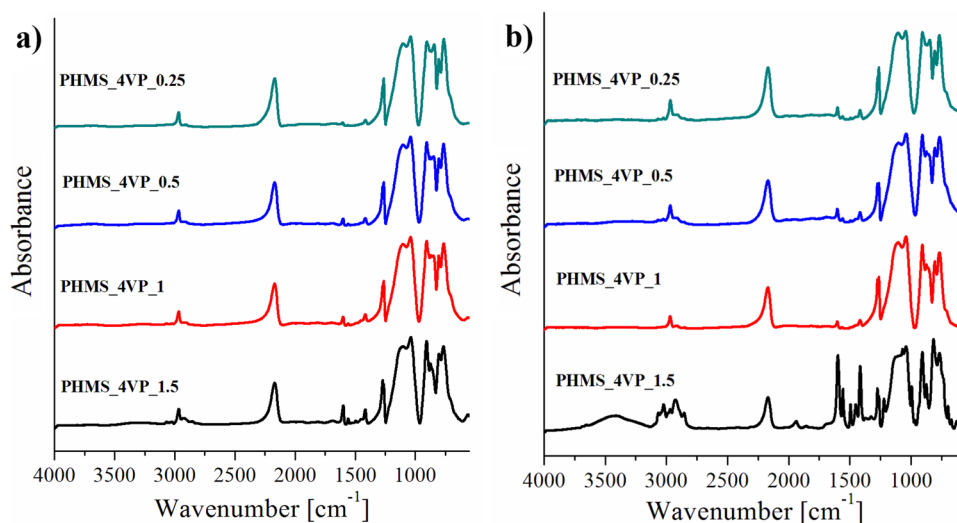 a)
PHMS_4VP_0.25
PHMS_4VP_0.5
PHMS_4VP_1
PHMS_4VP_1.5
Absorbance
4000 3500 3000 2500 2000 1500 1000
Wavenumber [cm-1]
b)
PHMS_4VP_0.25
PHMS_4VP_0.5
PHMS_4VP_1
PHMS_4VP_1.5
Absorbance
4000 3500 3000 2500 2000 1500 1000
Wavenumber [cm-1]